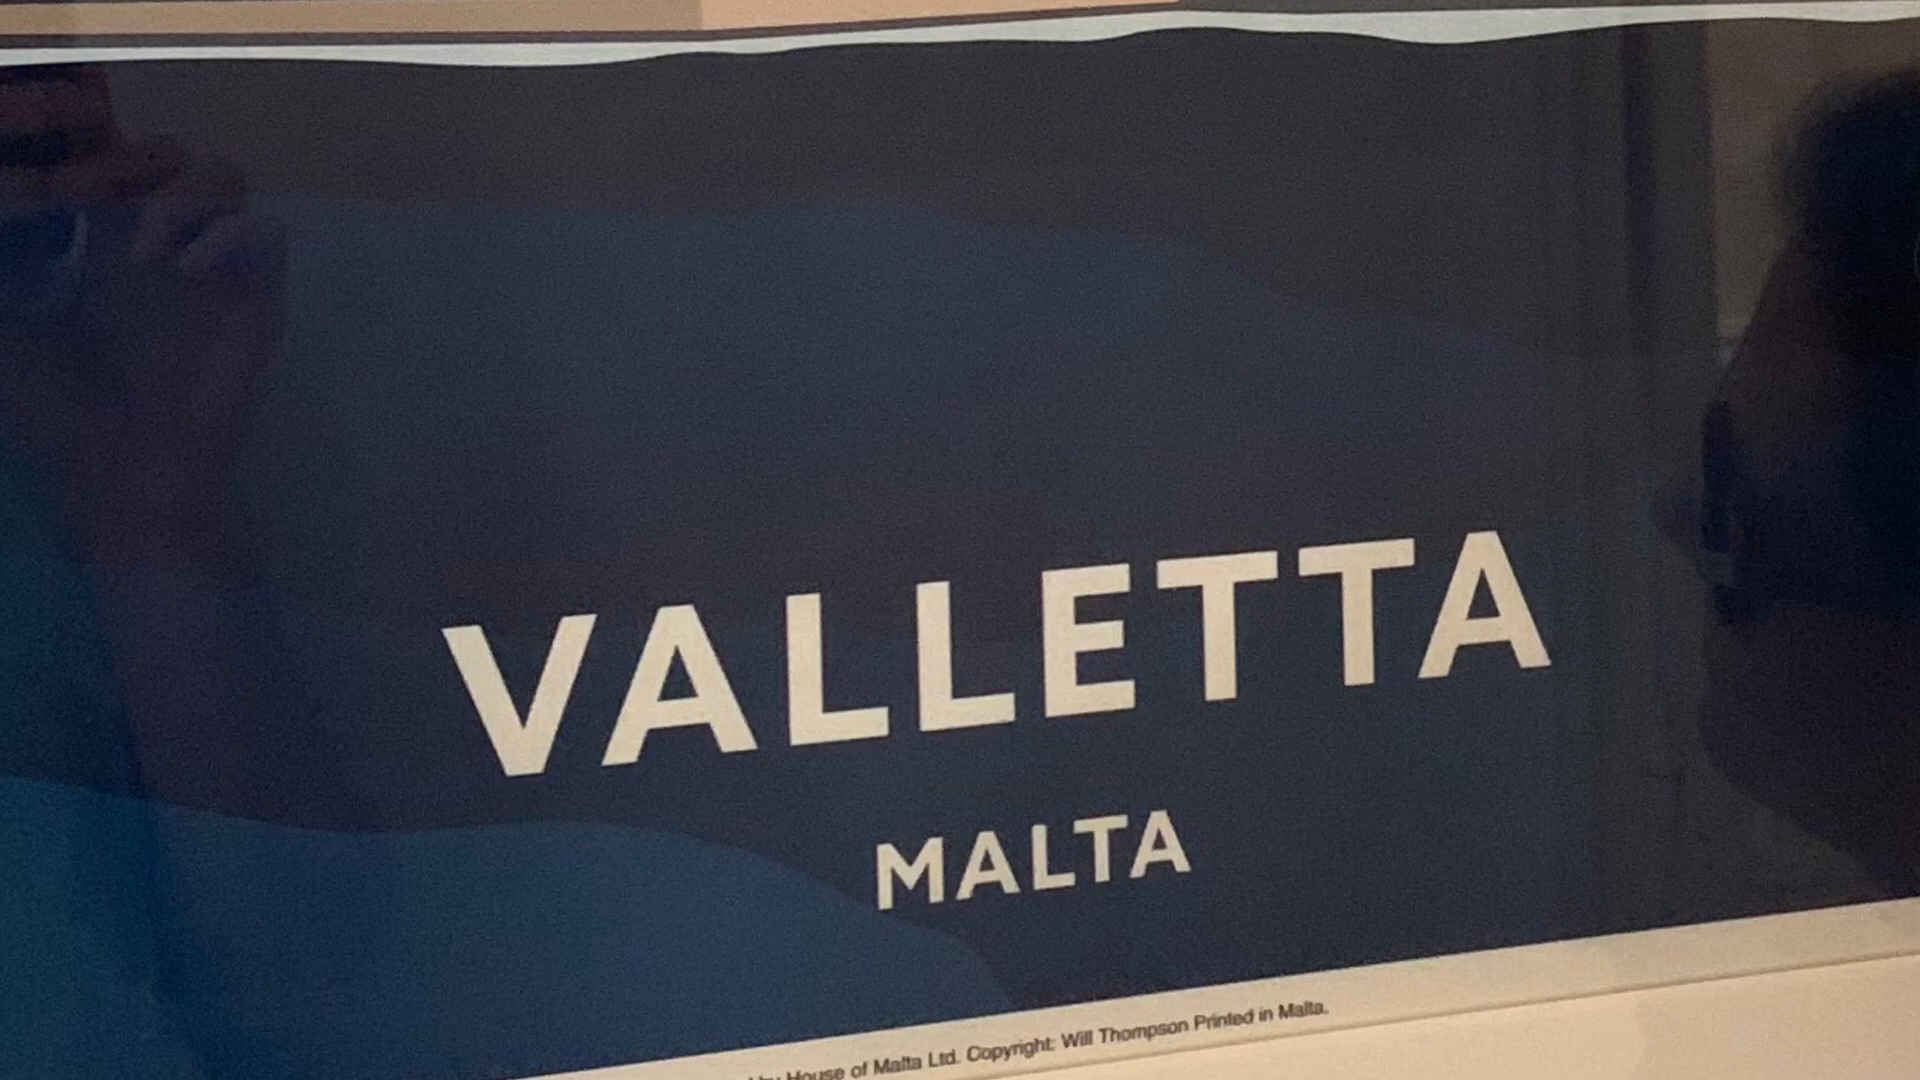 VALLETTA
MALTA
House of Malta Ltd. Copyright: Will Thompson Printed in Malta.